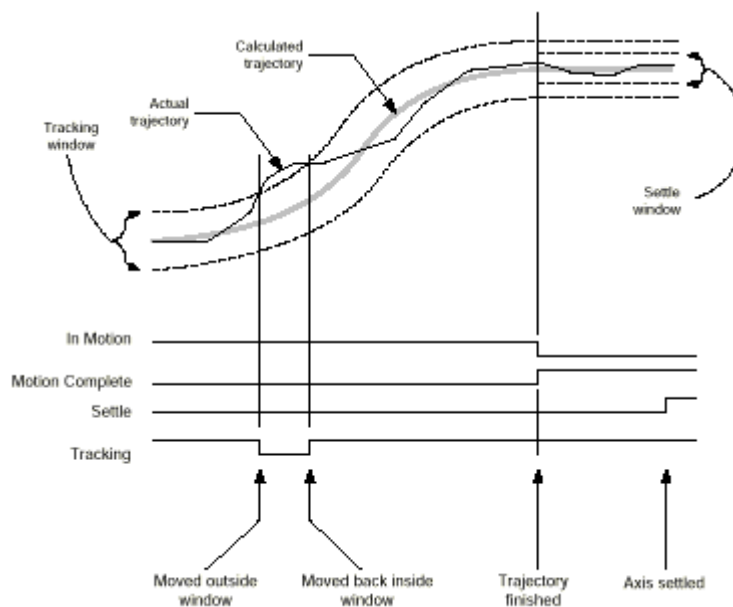 Calculated
trajectory
Actual
trajectory
Tracking
window
Settle
window
In Motion
Motion Complete
Settle
Tracking
Moved outside
window
Moved back inside
window
Trajectory
finished
Axis settled